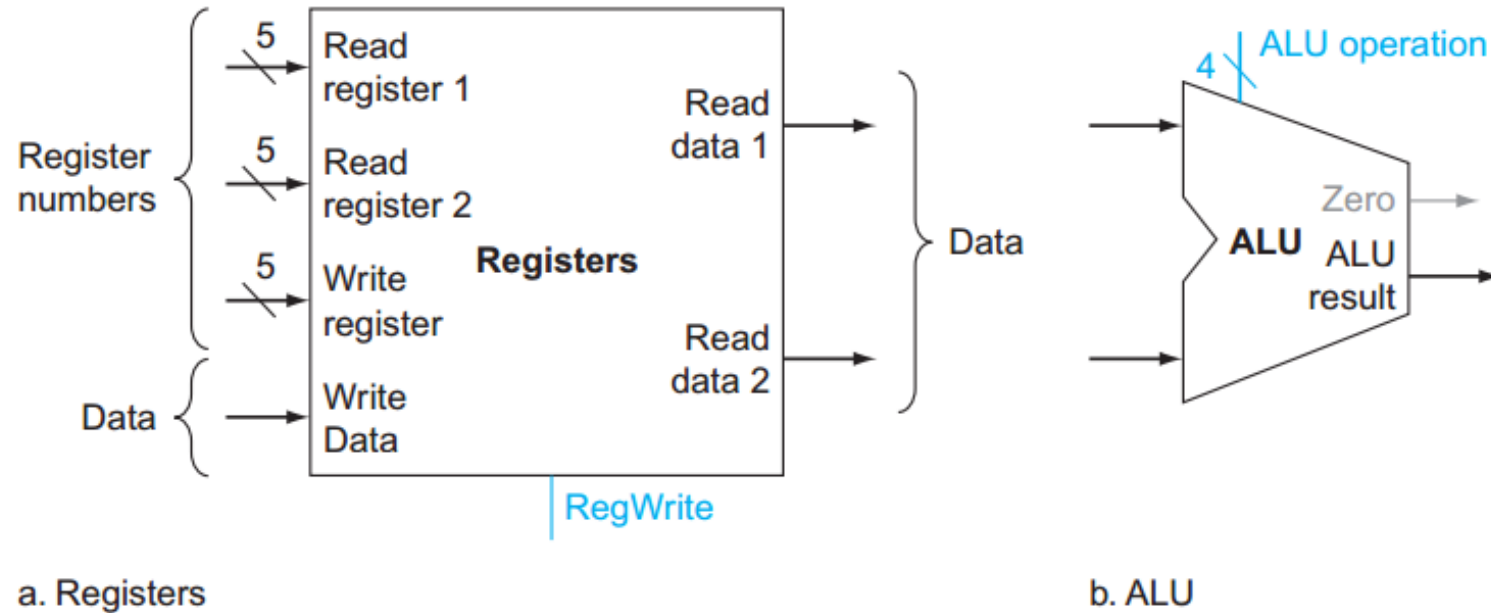 Register
numbers
Data
5
Read
register 1
5
Read
register 2
5
Write
register
Write
Data
Registers
Read
data 1
Read
data 2
RegWrite
Data
4
ALU operation
ALU
Zero
ALU
result
a. Registers
b. ALU